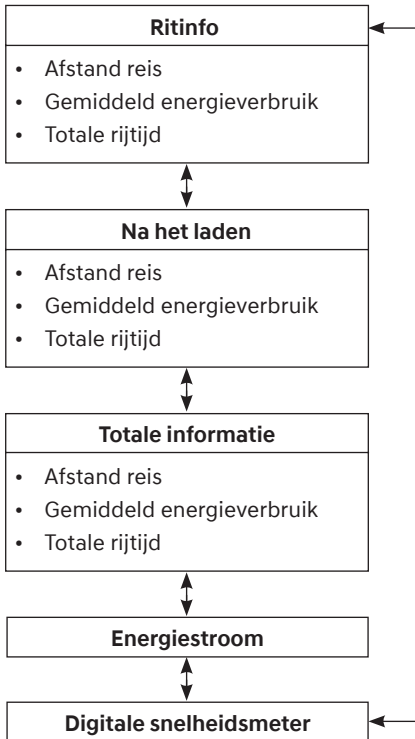 Ritinfo
• Afstand reis
• Gemiddeld energieverbruik
• Totale rijtijd
Na het laden
• Afstand reis
• Gemiddeld energieverbruik
• Totale rijtijd
Totale informatie
• Afstand reis
• Gemiddeld energieverbruik
• Totale rijtijd
Energiestroom
Digitale snelheidsmeter